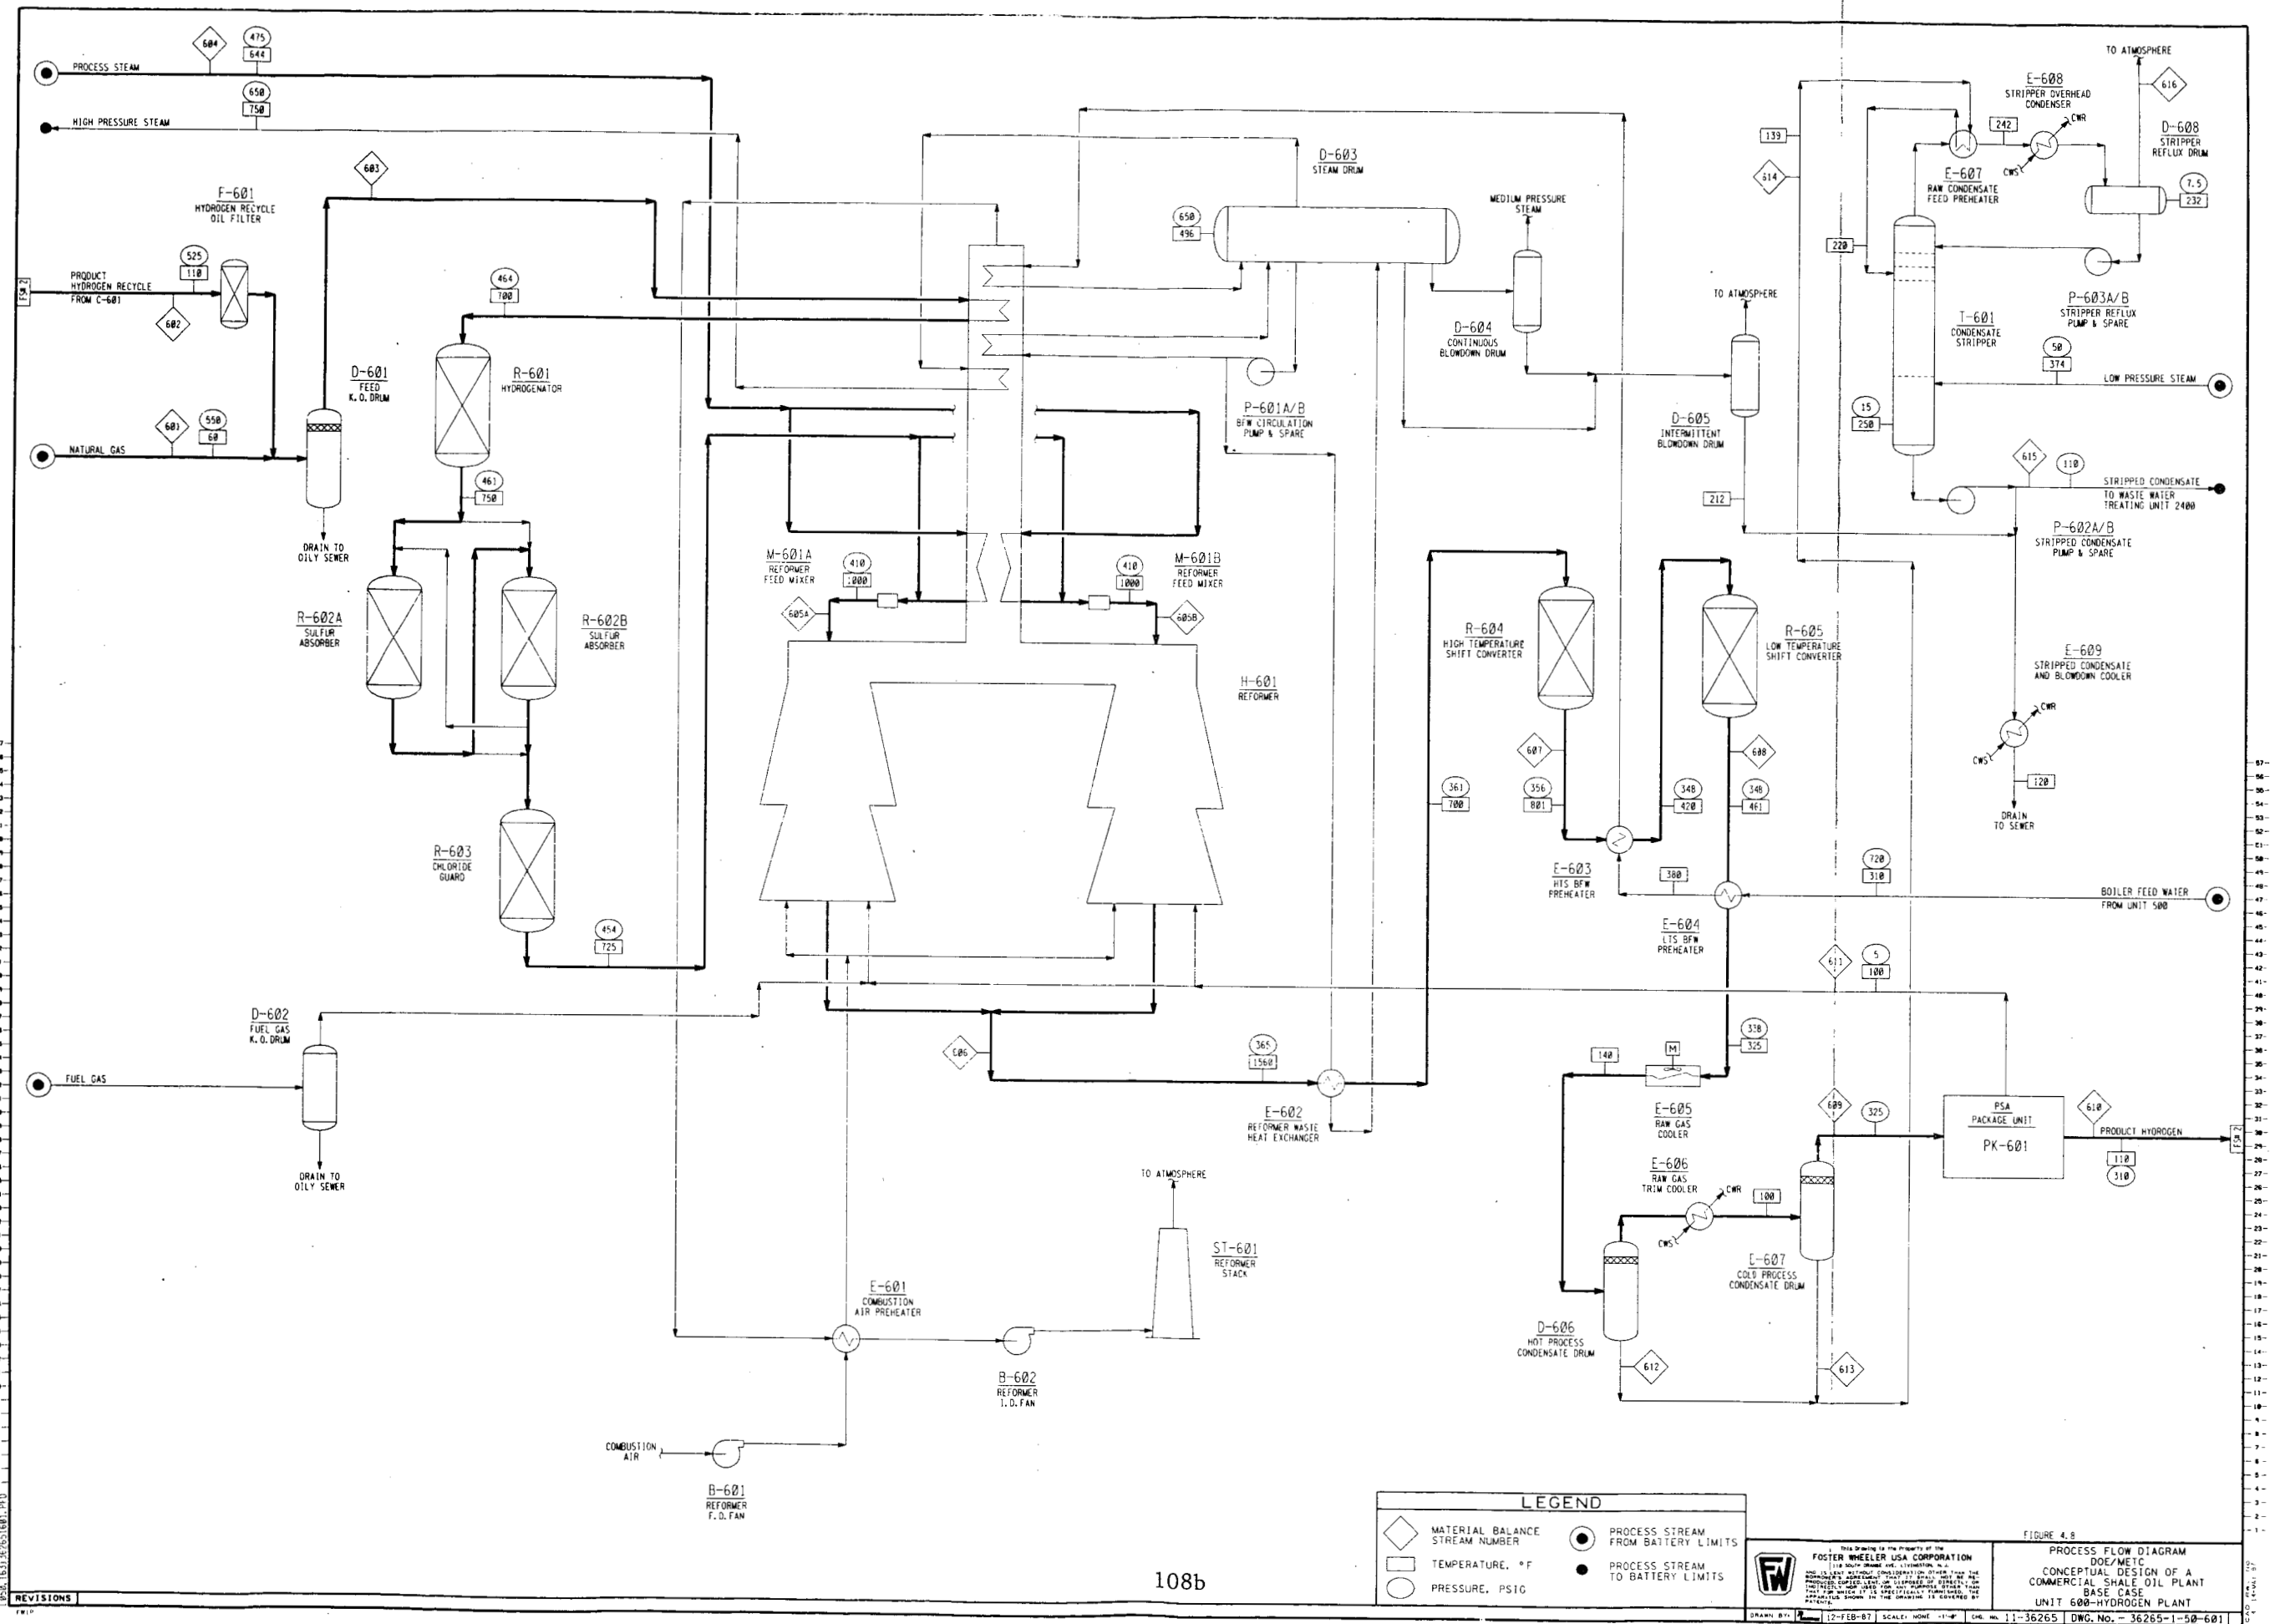 604
475
644
PROCESS STEAM
650
750
HIGH PRESSURE STEAM
603
F-601
HYDROGEN RECYCLE
OIL FILTER
525
110
PRODUCT
HYDROGEN RECYCLE
FROM C-601
602
464
700
D-601
FEED
K.O. DRUM
R-601
HYDROGENATOR
601
550
60
NATURAL GAS
DRAIN TO
OILY SEWER
461
750
R-602A
SULFUR
ABSORBER
R-602B
SULFUR
ABSORBER
R-603
CHLORIDE
GUARD
454
725
D-602
FUEL GAS
K.O. DRUM
FUEL GAS
DRAIN TO
OILY SEWER
D-603
STEAM DRUM
650
496
MEDIUM PRESSURE
STEAM
D-604
CONTINUOUS
BLOWDOWN DRUM
P-601A/B
BFW CIRCULATION
PUMP & SPARE
TO ATMOSPHERE
D-605
INTERMITTENT
BLOWDOWN DRUM
212
M-601A
REFORMER
FEED MIXER
410
1000
605A
M-601B
REFORMER
FEED MIXER
410
1000
605B
H-601
REFORMER
606
365
1560
E-602
REFORMER WASTE
HEAT EXCHANGER
TO ATMOSPHERE
ST-601
REFORMER
STACK
E-601
COMBUSTION
AIR PREHEATER
B-602
REFORMER
I.D. FAN
COMBUSTION
AIR
B-601
REFORMER
F.D. FAN
TO ATMOSPHERE
616
E-608
STRIPPER OVERHEAD
CONDENSER
139
242
CWR
CWS
D-608
STRIPPER
REFLUX DRUM
614
E-607
RAW CONDENSATE
FEED PREHEATER
7.5
232
220
P-603A/B
STRIPPER REFLUX
PUMP & SPARE
T-601
CONDENSATE
STRIPPER
50
374
LOW PRESSURE STEAM
15
250
615
110
STRIPPED CONDENSATE
TO WASTE WATER
TREATING UNIT 2400
P-602A/B
STRIPPED CONDENSATE
PUMP & SPARE
E-609
STRIPPED CONDENSATE
AND BLOWDOWN COOLER
CWR
CWS
120
DRAIN
TO SEWER
R-604
HIGH TEMPERATURE
SHIFT CONVERTER
R-605
LOW TEMPERATURE
SHIFT CONVERTER
607
608
361
700
356
801
348
420
348
461
E-603
HTS BFW
PREHEATER
380
720
310
BOILER FEED WATER
FROM UNIT 500
E-604
LTS BFW
PREHEATER
611
5
100
338
325
140
M
E-605
RAW GAS
COOLER
609
325
PSA
PACKAGE UNIT
PK-601
610
PRODUCT HYDROGEN
110
310
E-606
RAW GAS
TRIM COOLER
CWR
100
CWS
E-607
COLD PROCESS
CONDENSATE DRUM
D-606
HOT PROCESS
CONDENSATE DRUM
612
613
LEGEND
MATERIAL BALANCE
STREAM NUMBER
PROCESS STREAM
FROM BATTERY LIMITS
TEMPERATURE, °F
PROCESS STREAM
TO BATTERY LIMITS
PRESSURE, PSIG
108b
REVISIONS
FIGURE 4.8
This Drawing is the Property of the
FOSTER WHEELER USA CORPORATION
110 SOUTH ORANGE AVE. LIVINGSTON, N.J.
PROCESS FLOW DIAGRAM
DOE/METC
CONCEPTUAL DESIGN OF A
COMMERCIAL SHALE OIL PLANT
BASE CASE
UNIT 600-HYDROGEN PLANT
DRAWN BY:
12-FEB-87
SCALE: NONE
11-36265
DWG. No. - 36265-1-50-601